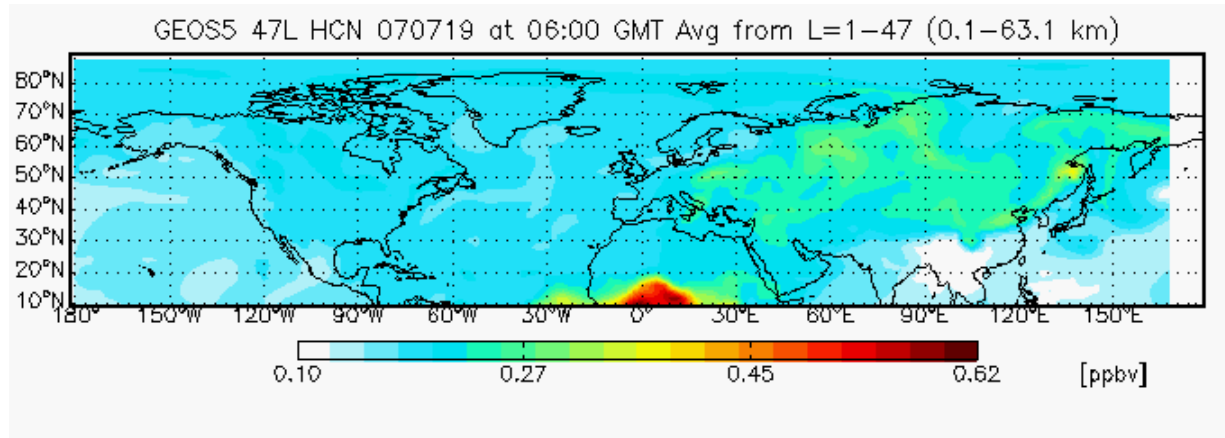 GEOS5 47L HCN 070719 at 06:00 GMT Avg from L=1-47 (0.1-63.1 km)
80°N
70°N
60°N
50°N
40°N
30°N
20°N
10°N
180° 150°W 120°W 90°W 60°W 30°W 0° 30°E 60°E 90°E 120°E 150°E
0.10 0.27 0.45 0.62 [ppbv]